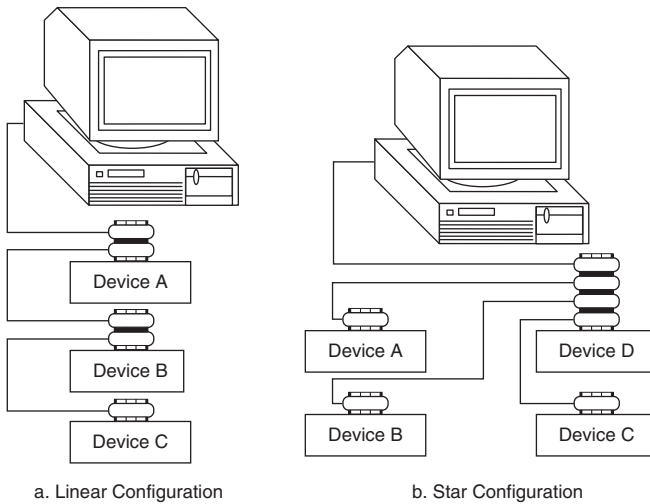 Device A
Device B
Device C
Device A
Device D
Device B
Device C
a. Linear Configuration
b. Star Configuration